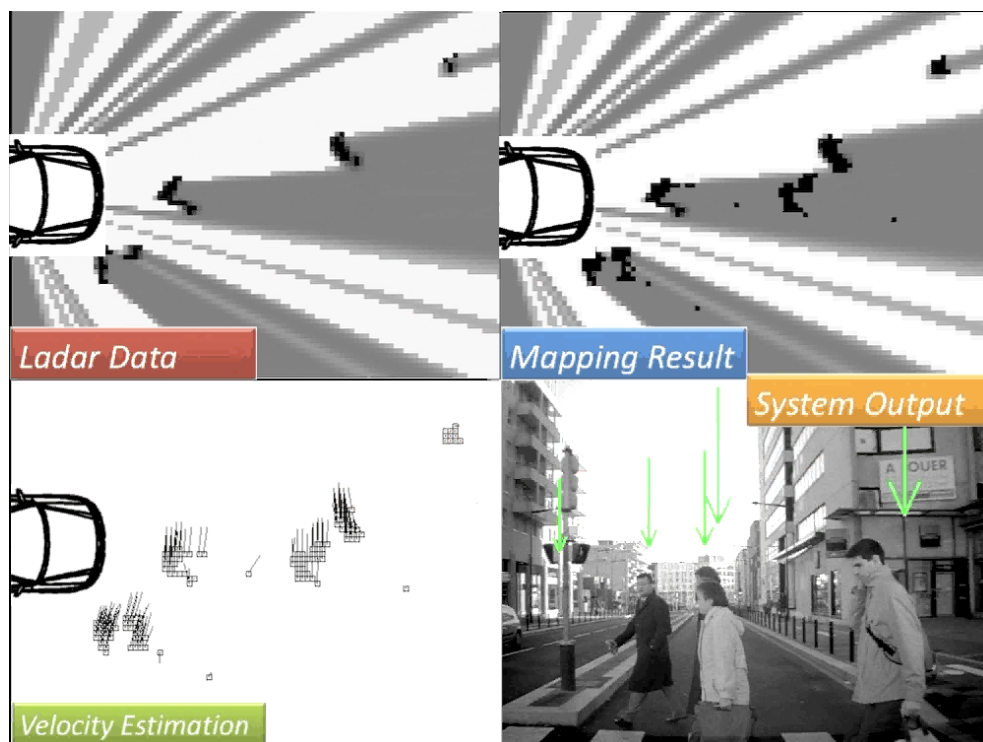 Ladar Data
Mapping Result
System Output
A LOUER
Velocity Estimation